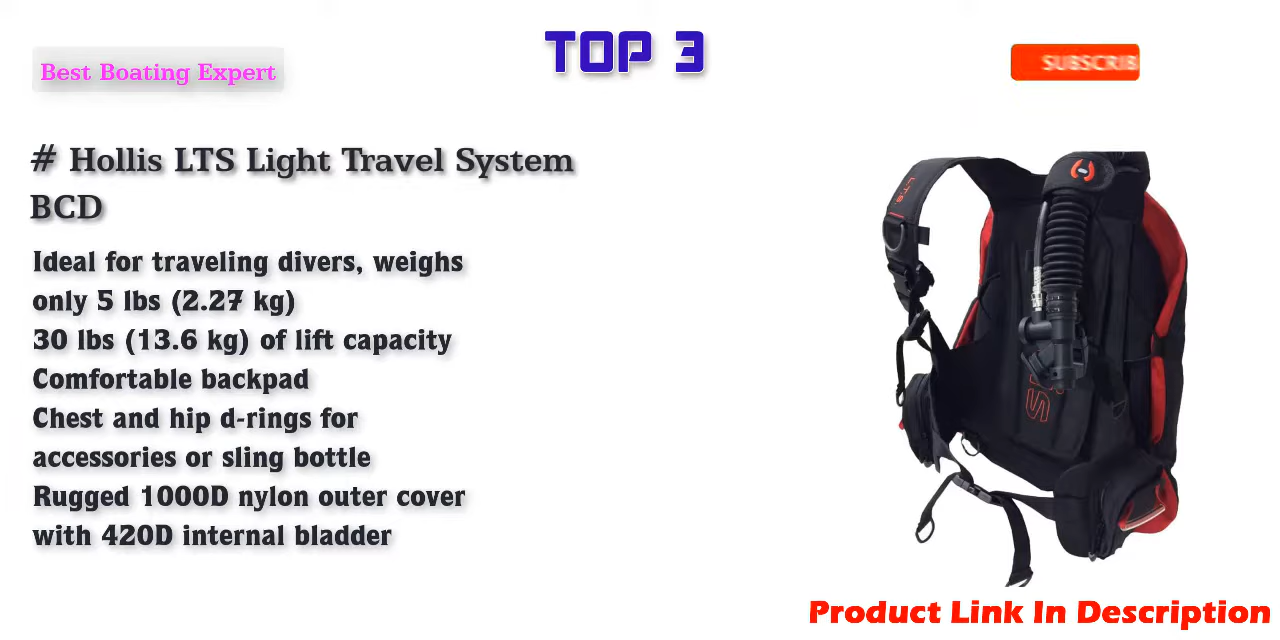 TOP 3
Best Boating Expert
SUBSCRIB
# Hollis LTS Light Travel System
BCD
Ideal for traveling divers, weighs
only 5 lbs (2.27 kg)
30 lbs (13.6 kg) of lift capacity
Comfortable backpad
Chest and hip d-rings for
accessories or sling bottle
Rugged 1000D nylon outer cover
with 420D internal bladder
LTS
Product Link In Description